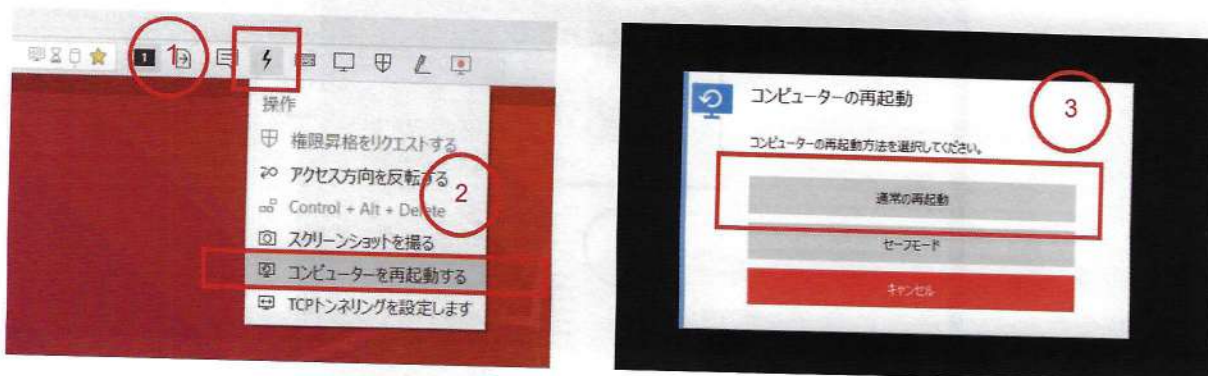 1
1
操作
権限昇格をリクエストする
アクセス方向を反転する
2
Control + Alt + Delete
スクリーンショットを撮る
コンピューターを再起動する
TCPトンネリングを設定します
コンピューターの再起動
3
コンピューターの再起動方法を選択してください。
通常の再起動
セーフモード
キャンセル